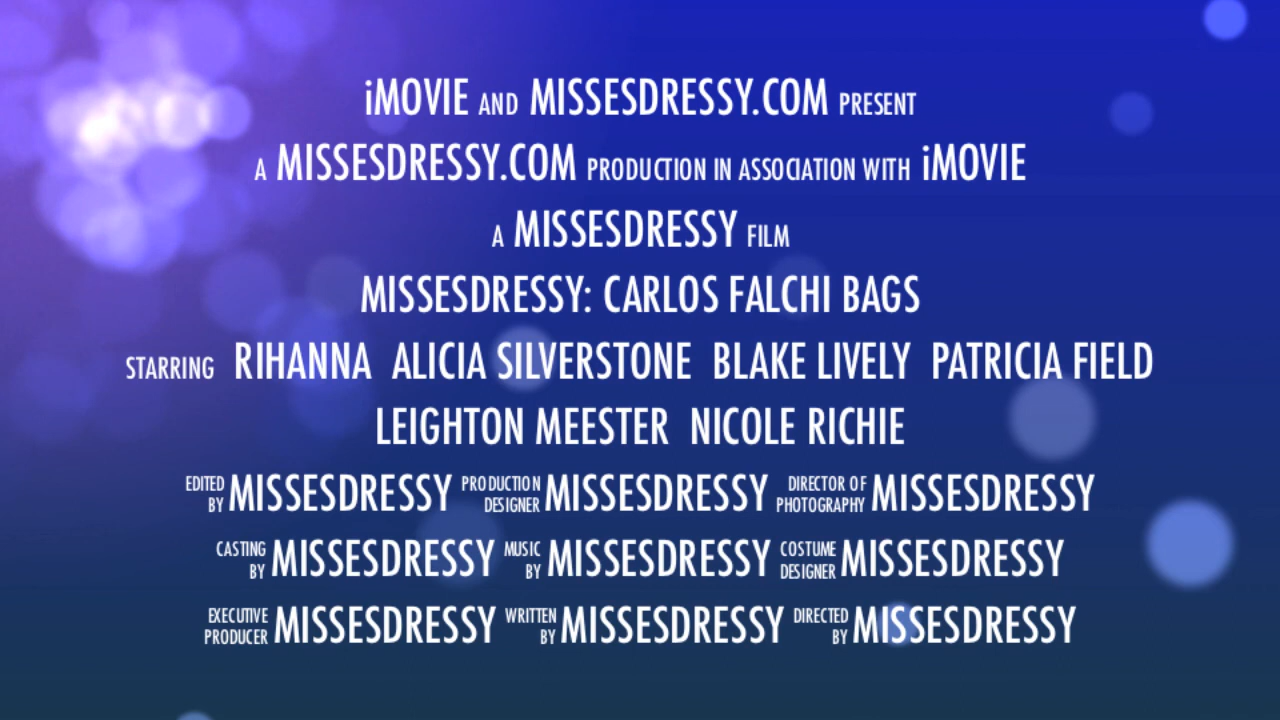 iMOVIE AND MISSESDRESSY.COM PRESENT
A MISSESDRESSY.COM PRODUCTION IN ASSOCIATION WITH iMOVIE
A MISSESDRESSY FILM
MISSESDRESSY: CARLOS FALCHI BAGS
STARRING RIHANNA ALICIA SILVERSTONE BLAKE LIVELY PATRICIA FIELD
LEIGHTON MEESTER NICOLE RICHIE
EDITED BY MISSESDRESSY PRODUCTION DESIGNER MISSESDRESSY DIRECTOR OF PHOTOGRAPHY MISSESDRESSY
CASTING BY MISSESDRESSY MUSIC BY MISSESDRESSY COSTUME DESIGNER MISSESDRESSY
EXECUTIVE PRODUCER MISSESDRESSY WRITTEN BY MISSESDRESSY DIRECTED BY MISSESDRESSY